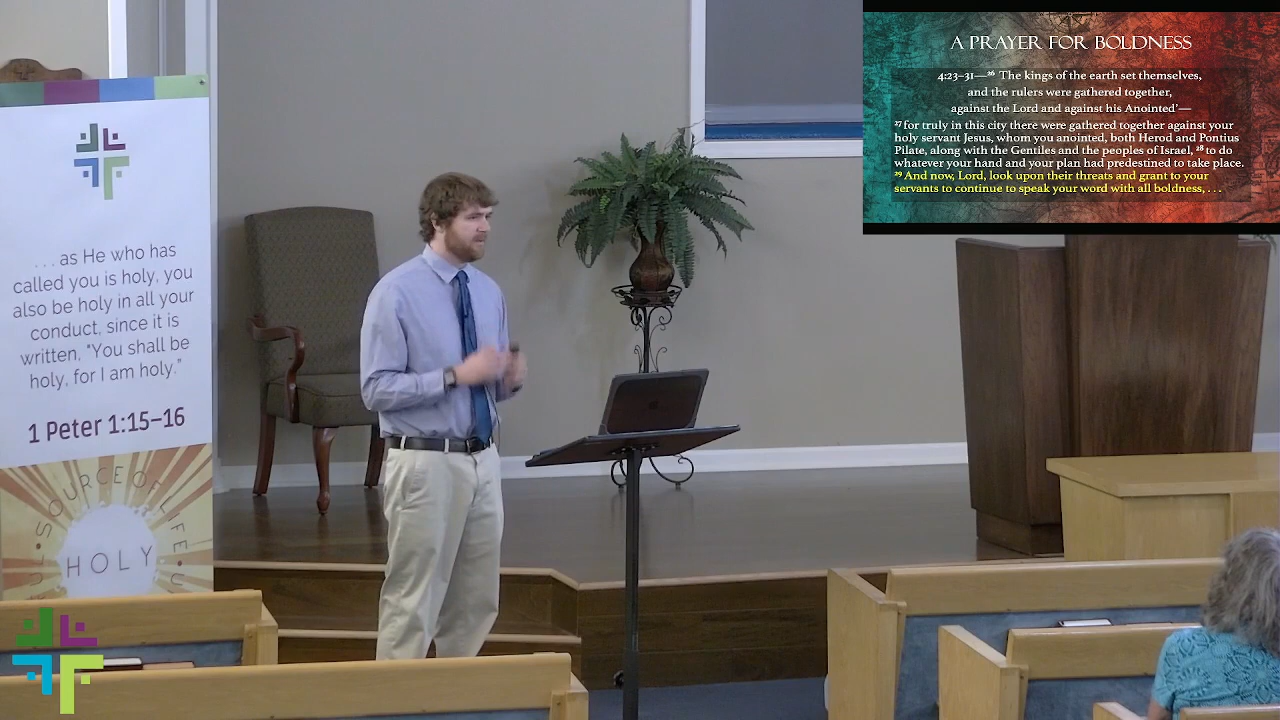 . . . as He who has
called you is holy, you
also be holy in all your
conduct, since it is
written, "You shall be
holy, for I am holy."
1 Peter 1:15–16
SOURCE OF LIFE
HOLY
A PRAYER FOR BOLDNESS
4:23–31—26 'The kings of the earth set themselves,
and the rulers were gathered together,
against the Lord and against his Anointed'—
27 for truly in this city there were gathered together against your
holy servant Jesus, whom you anointed, both Herod and Pontius
Pilate, along with the Gentiles and the peoples of Israel, 28 to do
whatever your hand and your plan had predestined to take place.
29 And now, Lord, look upon their threats and grant to your
servants to continue to speak your word with all boldness, . . .